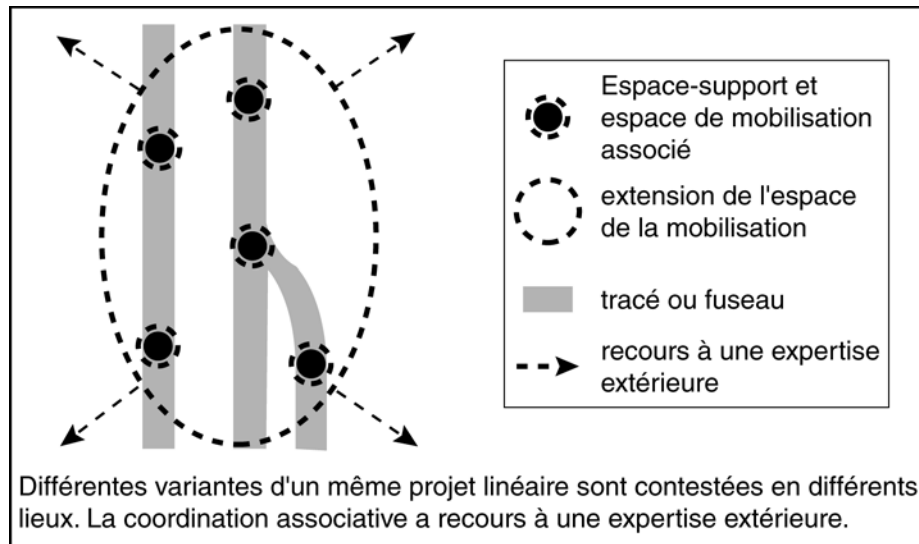 Espace-support et
espace de mobilisation
associé
extension de l'espace
de la mobilisation
tracé ou fuseau
recours à une expertise
extérieure
Différentes variantes d'un même projet linéaire sont contestées en différents
lieux. La coordination associative a recours à une expertise extérieure.